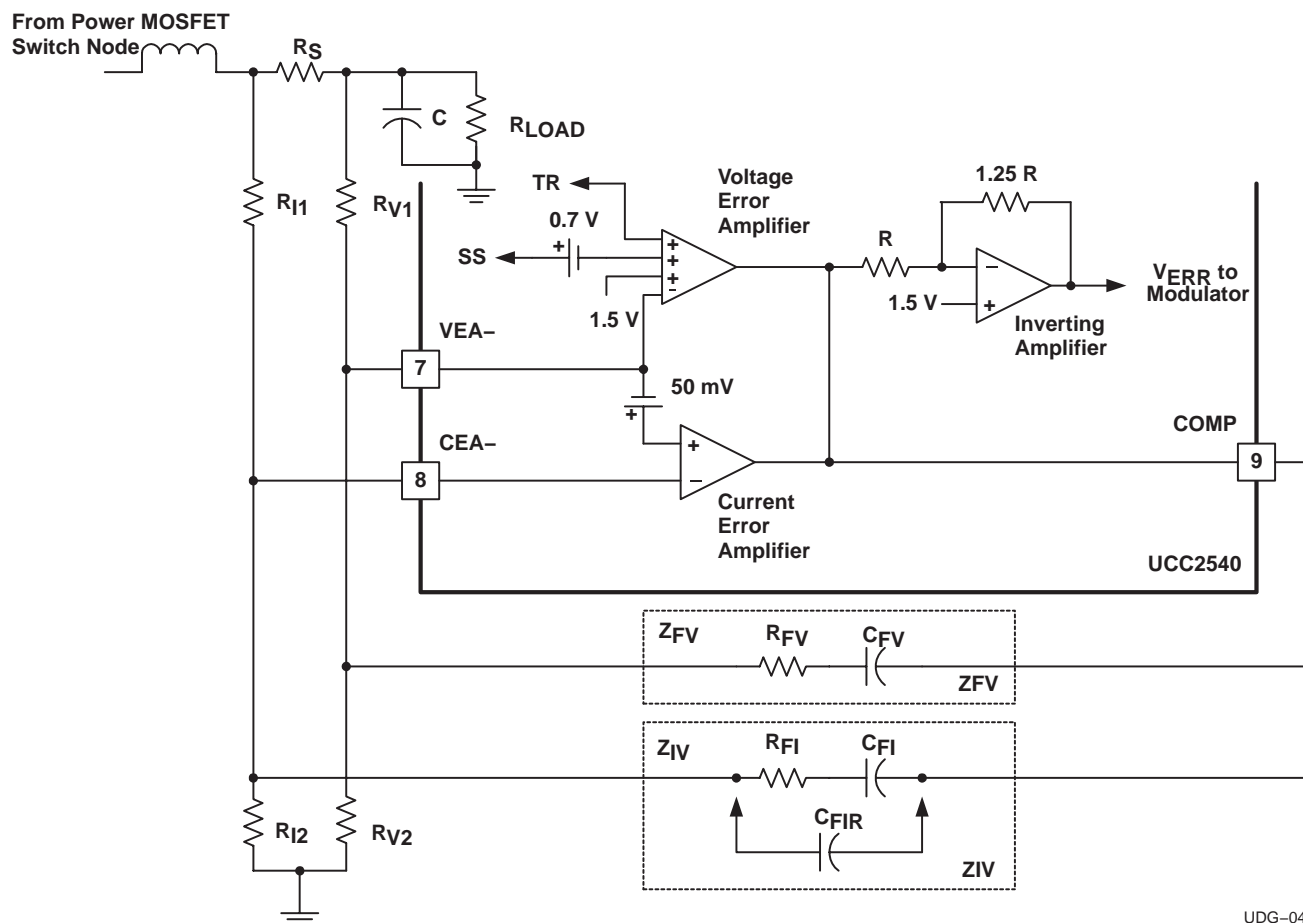 From Power MOSFET
Switch Node
RS
C
RLOAD
RI1
RV1
TR
0.7 V
+
SS
+
+
+
-
1.5 V
Voltage
Error
Amplifier
1.25 R
R
−
+
1.5 V
VERR to
Modulator
Inverting
Amplifier
VEA−
7
50 mV
+
CEA−
8
+
−
Current
Error
Amplifier
COMP
9
UCC2540
ZFV
RFV
CFV
ZFV
ZIV
RFI
CFI
CFIR
ZIV
RI2
RV2
UDG−04